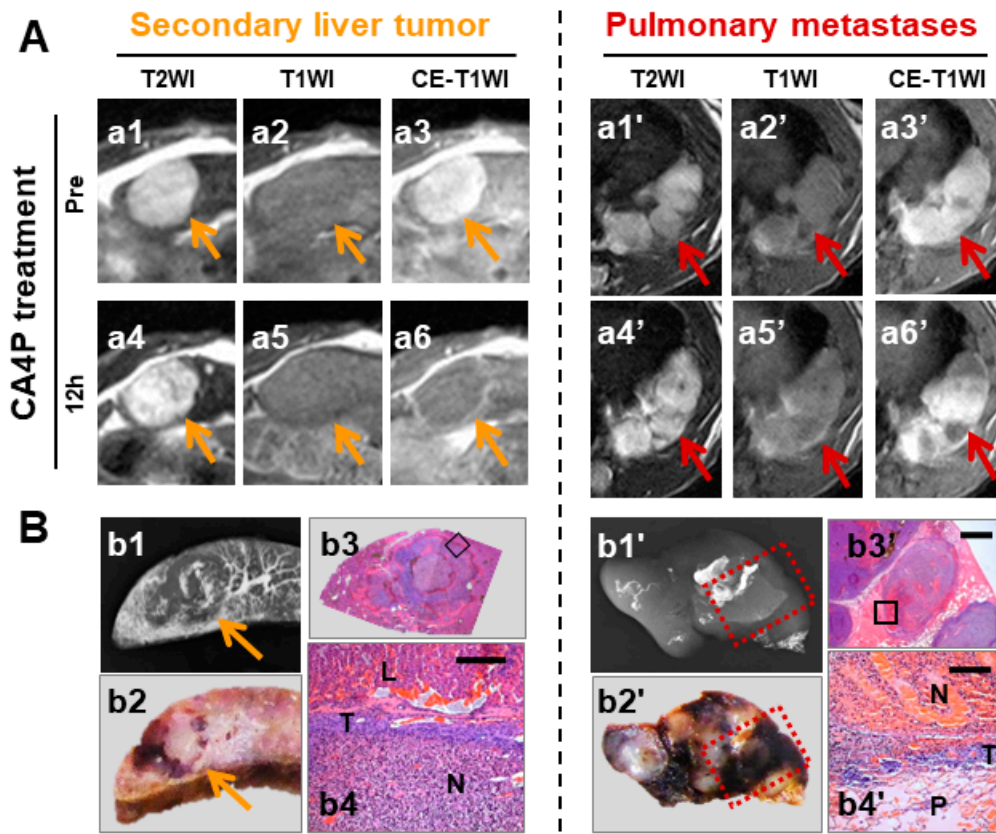 A
Secondary liver tumor
Pulmonary metastases
T2WI
T1WI
CE-T1WI
T2WI
T1WI
CE-T1WI
CA4P treatment
Pre
a1
a2
a3
a1'
a2’
a3’
12h
a4
a5
a6
a4’
a5’
a6’
B
b1
b3
b1'
b3'
b2
L
T
N
b4
b2'
N
T
P
b4'